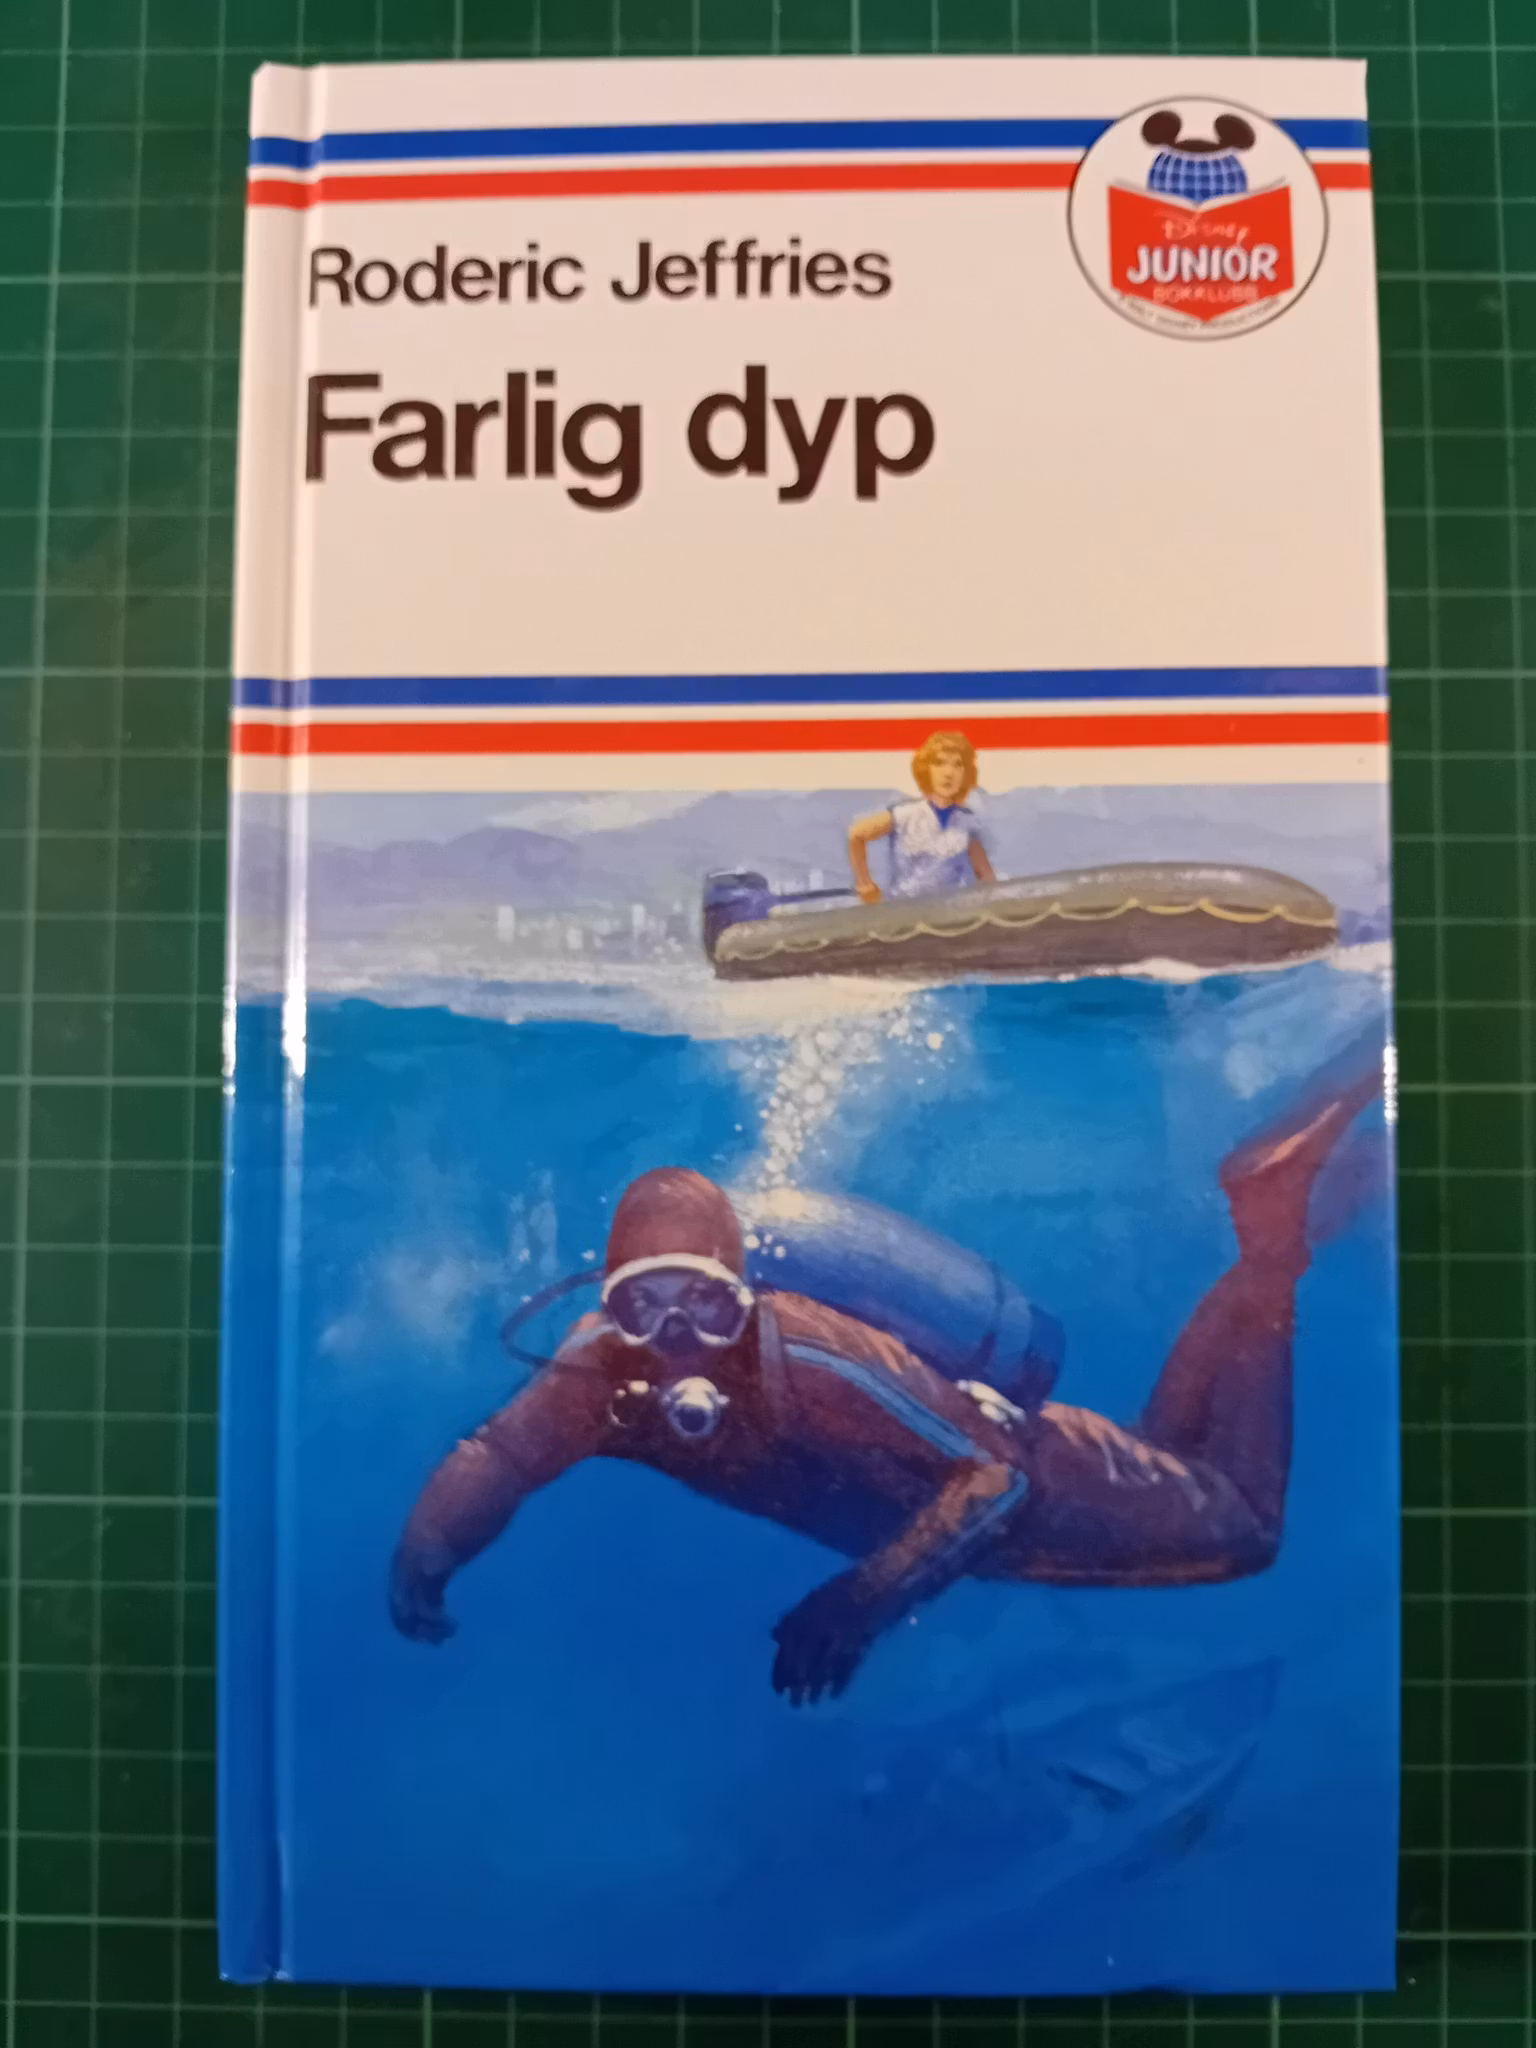 Roderic Jeffries
Farlig dyp
Disney
JUNIOR
BOKKLUBB